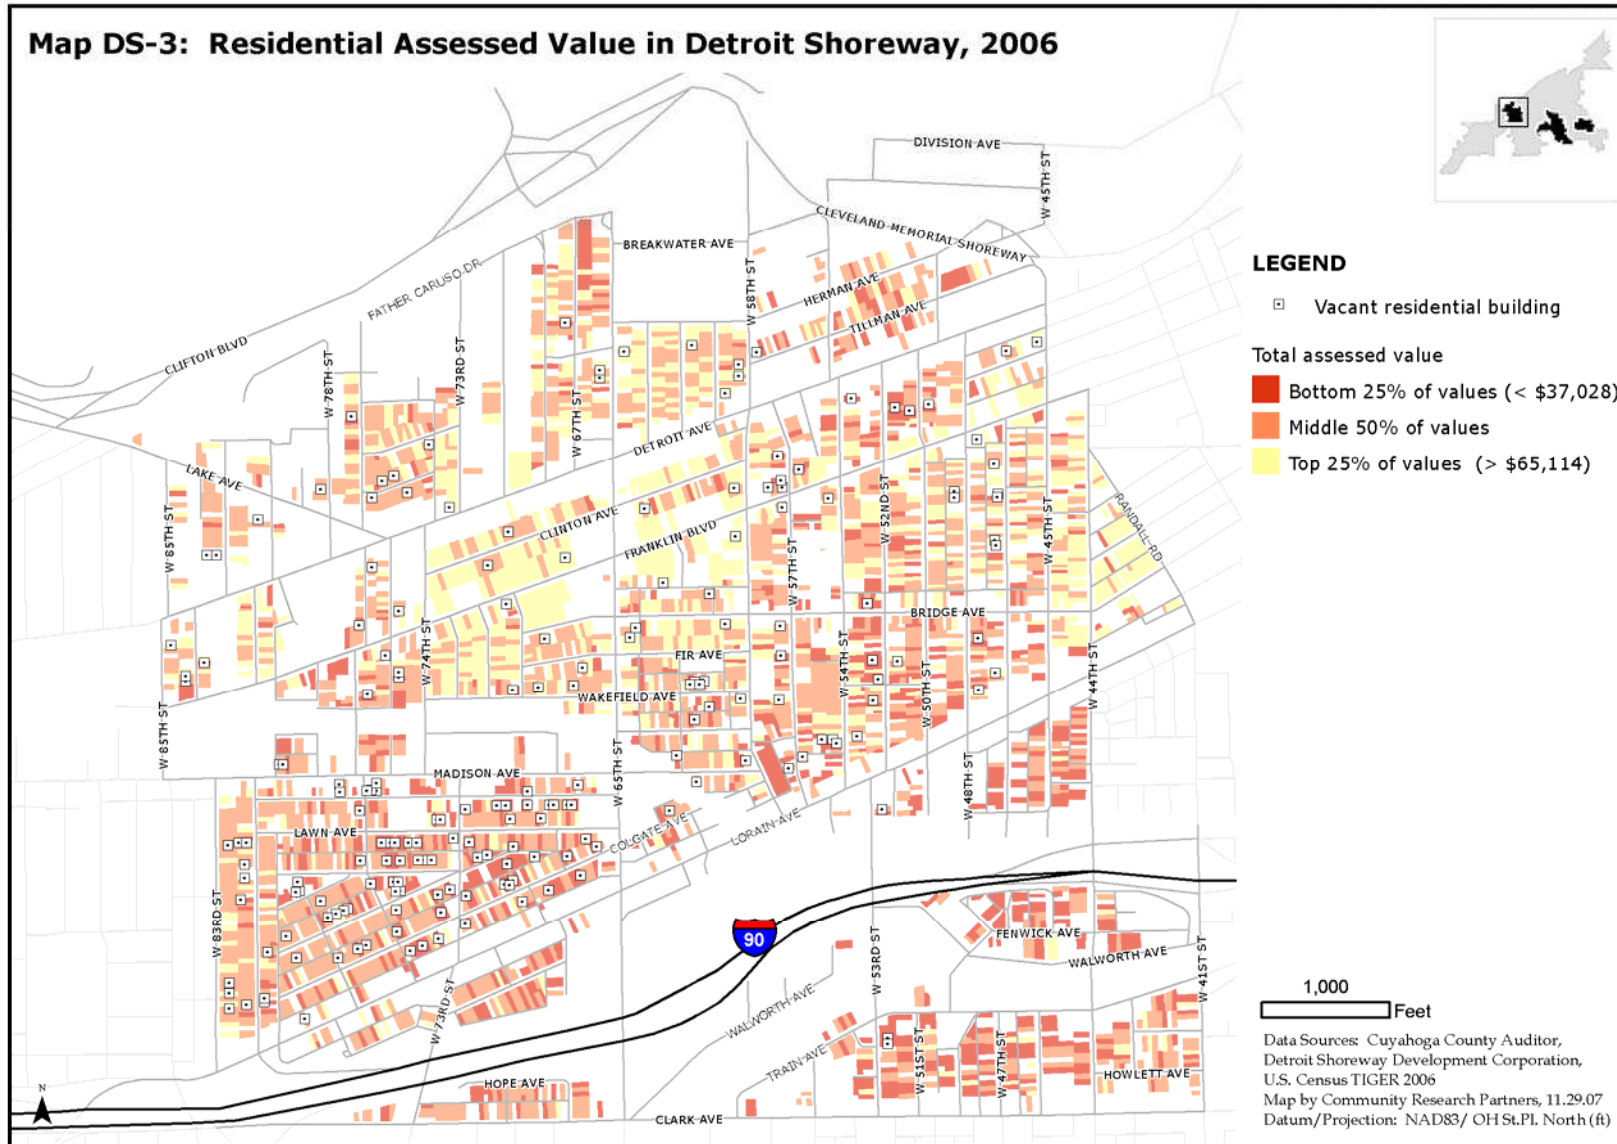 Map DS-3: Residential Assessed Value in Detroit Shoreway, 2006
DIVISION AVE
W 45TH ST
CLEVELAND MEMORIAL SHOREWAY
BREAKWATER AVE
FATHER CARUSO DR
W 58TH ST
HERMAN AVE
TILLMAN AVE
CLIFTON BLVD
W 78TH ST
W 73RD ST
W 67TH ST
DETROIT AVE
LAKE AVE
W 85TH ST
CLINTON AVE
FRANKLIN BLVD
W 57TH ST
W 52ND ST
W 45TH ST
RANDALL RD
BRIDGE AVE
W 74TH ST
FIR AVE
W 54TH ST
W 50TH ST
W 44TH ST
WAKEFIELD AVE
W 85TH ST
W 65TH ST
MADISON AVE
W 48TH ST
LAWN AVE
COLGATE AVE
LORAIN AVE
W 83RD ST
90
W 53RD ST
FENWICK AVE
WALWORTH AVE
W 41ST ST
W 73RD ST
WALWORTH AVE
TRAIN AVE
W 51ST ST
W 47TH ST
HOWLETT AVE
HOPE AVE
CLARK AVE
N
LEGEND
Vacant residential building
Total assessed value
Bottom 25% of values (< $37,028)
Middle 50% of values
Top 25% of values (> $65,114)
1,000
Feet
Data Sources: Cuyahoga County Auditor,
Detroit Shoreway Development Corporation,
U.S. Census TIGER 2006
Map by Community Research Partners, 11.29.07
Datum/Projection: NAD83/ OH St.Pl. North (ft)